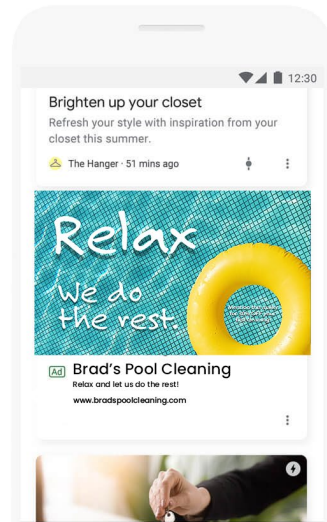 12:30
Brighten up your closet
Refresh your style with inspiration from your
closet this summer.
The Hanger · 51 mins ago
Relax
We do
the rest.
Ad Brad's Pool Cleaning
Relax and let us do the rest!
www.bradspoolcleaning.com